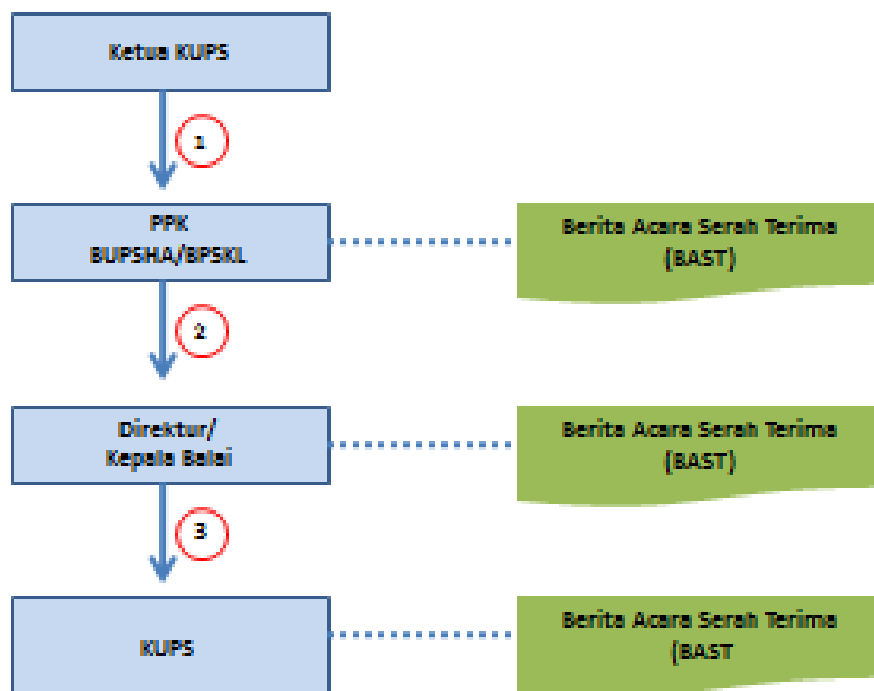 Ketua KUPS
1
PPK
BUPSHA/BPSKL
Berita Acara Serah Terima
(BAST)
2
Direktur/
Kepala Balai
Berita Acara Serah Terima
(BAST)
3
KUPS
Berita Acara Serah Terima
(BAST